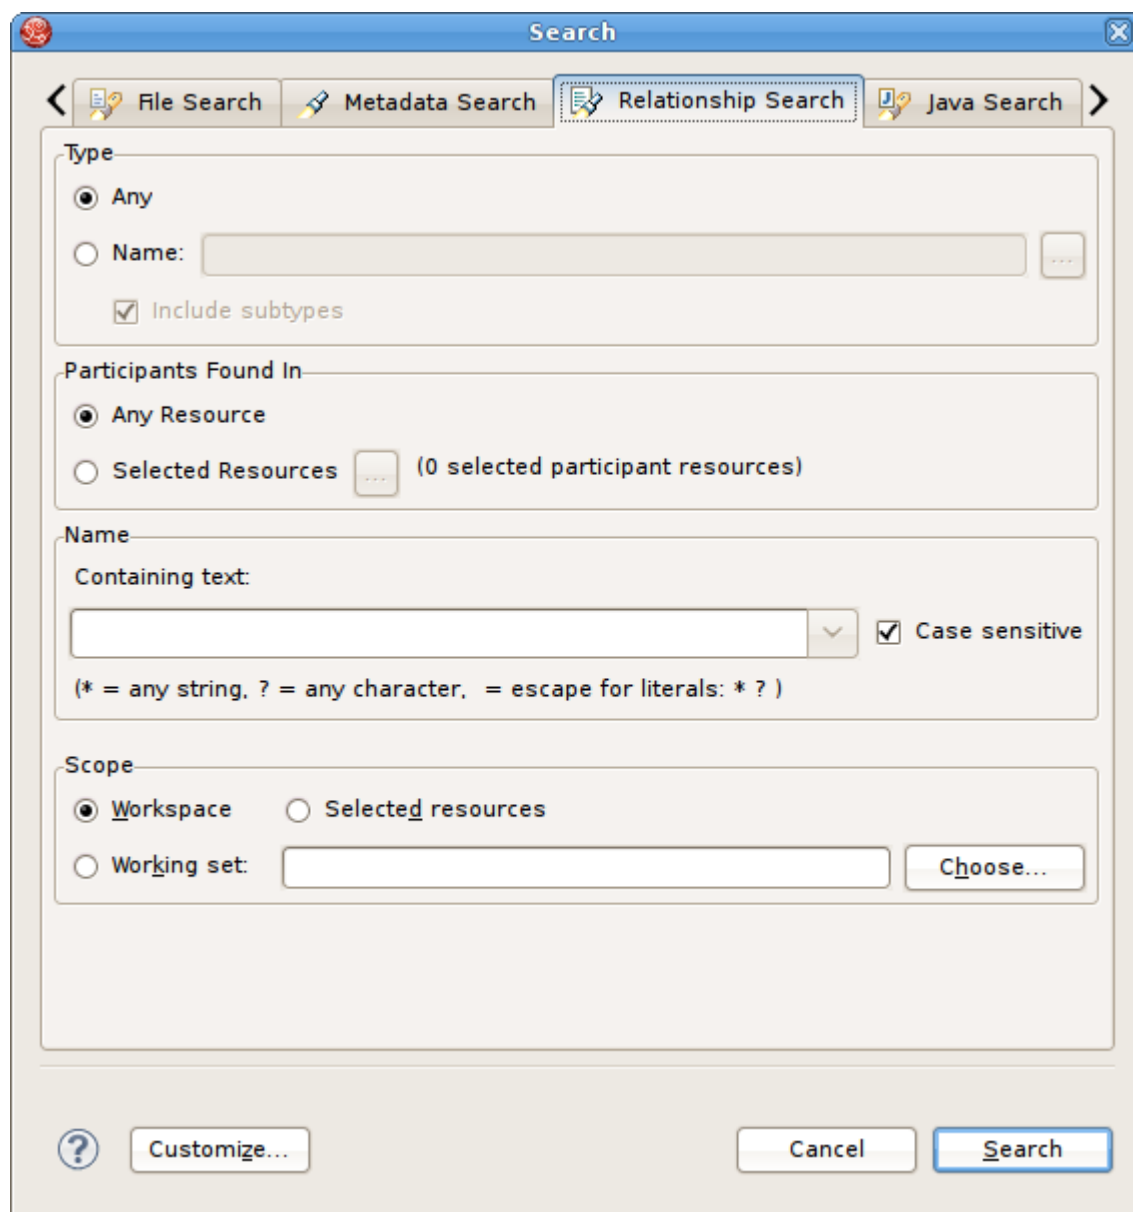 Search
File Search Metadata Search Relationship Search Java Search
Type
Any
Name: ...
Include subtypes
Participants Found In
Any Resource
Selected Resources ... (0 selected participant resources)
Name
Containing text:
Case sensitive
(* = any string, ? = any character,  = escape for literals: * ? )
Scope
Workspace Selected resources
Working set: Choose...
? Customize... Cancel Search